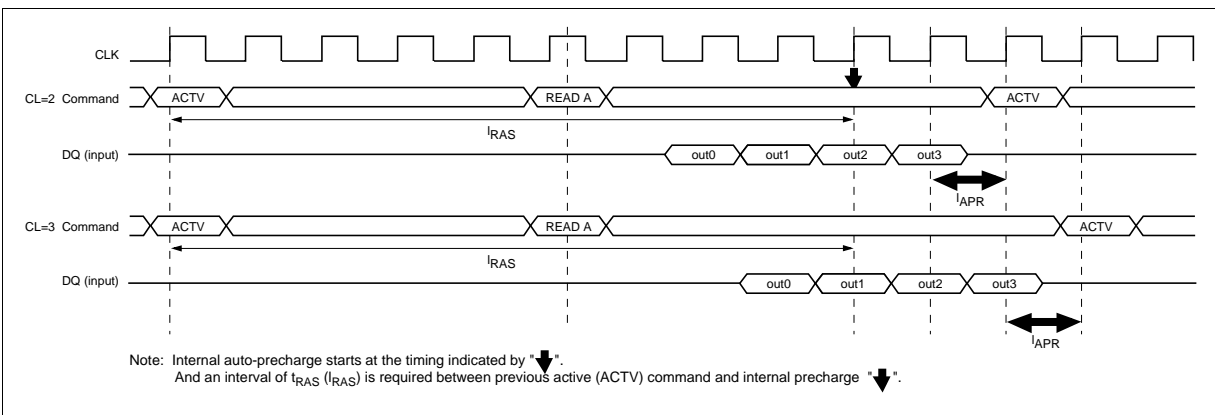 CLK
CL=2 Command ACTV READ A ACTV
lRAS
DQ (input) out0 out1 out2 out3
lAPR
CL=3 Command ACTV READ A ACTV
lRAS
DQ (input) out0 out1 out2 out3
lAPR
Note: Internal auto-precharge starts at the timing indicated by " ".
And an interval of tRAS (lRAS) is required between previous active (ACTV) command and internal precharge " ".